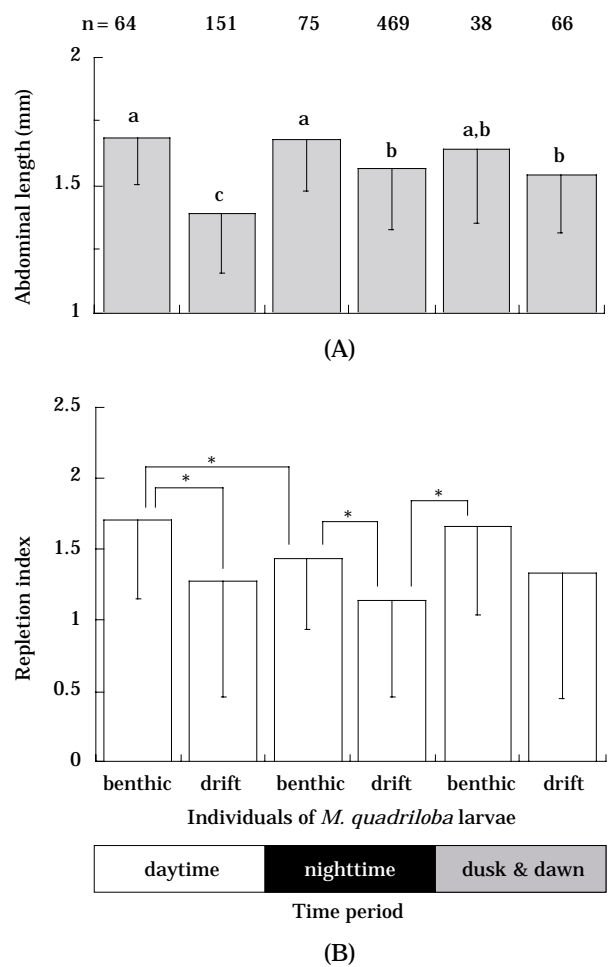 n = 64 151 75 469 38 66
2
a a a,b
b b
c
1.5
1
Abdominal length (mm)
(A)
2.5
2
1.5
1
0.5
0
* * * *
Repletion index
benthic drift benthic drift benthic drift
Individuals of M. quadriloba larvae
daytime nighttime dusk & dawn
Time period
(B)